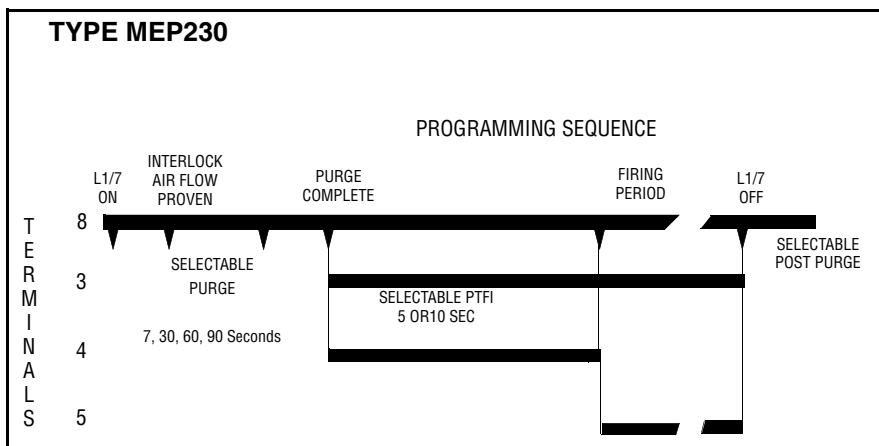 TYPE MEP230
PROGRAMMING SEQUENCE
L1/7
ON
INTERLOCK
AIR FLOW
PROVEN
PURGE
COMPLETE
FIRING
PERIOD
L1/7
OFF
TERMINALS
8
SELECTABLE
PURGE
SELECTABLE
POST PURGE
3
SELECTABLE PTFI
5 OR10 SEC
7, 30, 60, 90 Seconds
4
5